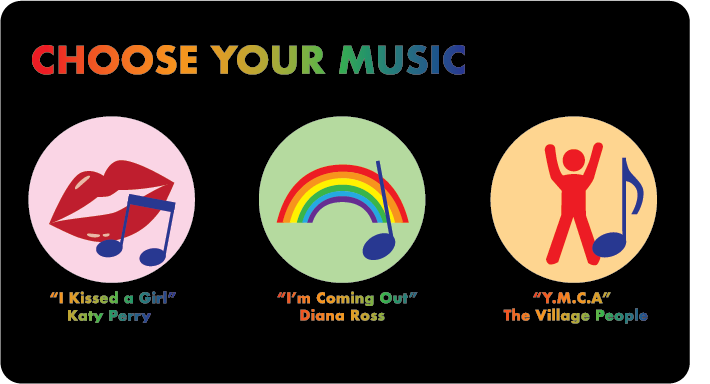 CHOOSE YOUR MUSIC
“I Kissed a Girl”
Katy Perry
“I’m Coming Out”
Diana Ross
“Y.M.C.A”
The Village People